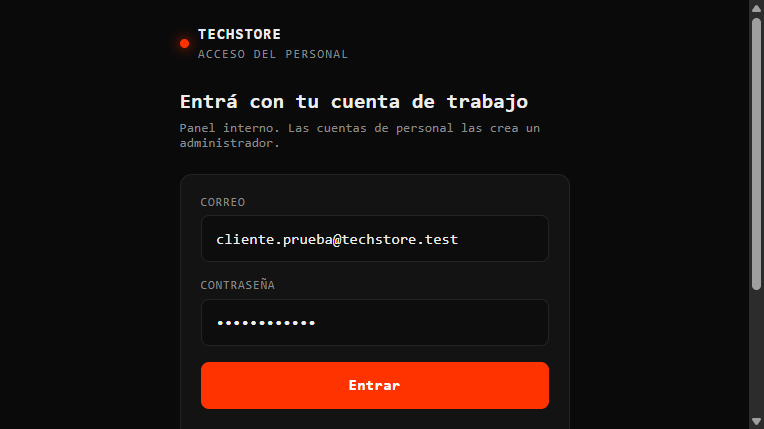 TECHSTORE
ACCESO DEL PERSONAL
Entrá con tu cuenta de trabajo
Panel interno. Las cuentas de personal las crea un
administrador.
CORREO
cliente.prueba@techstore.test
CONTRASEÑA
••••••••••••
Entrar